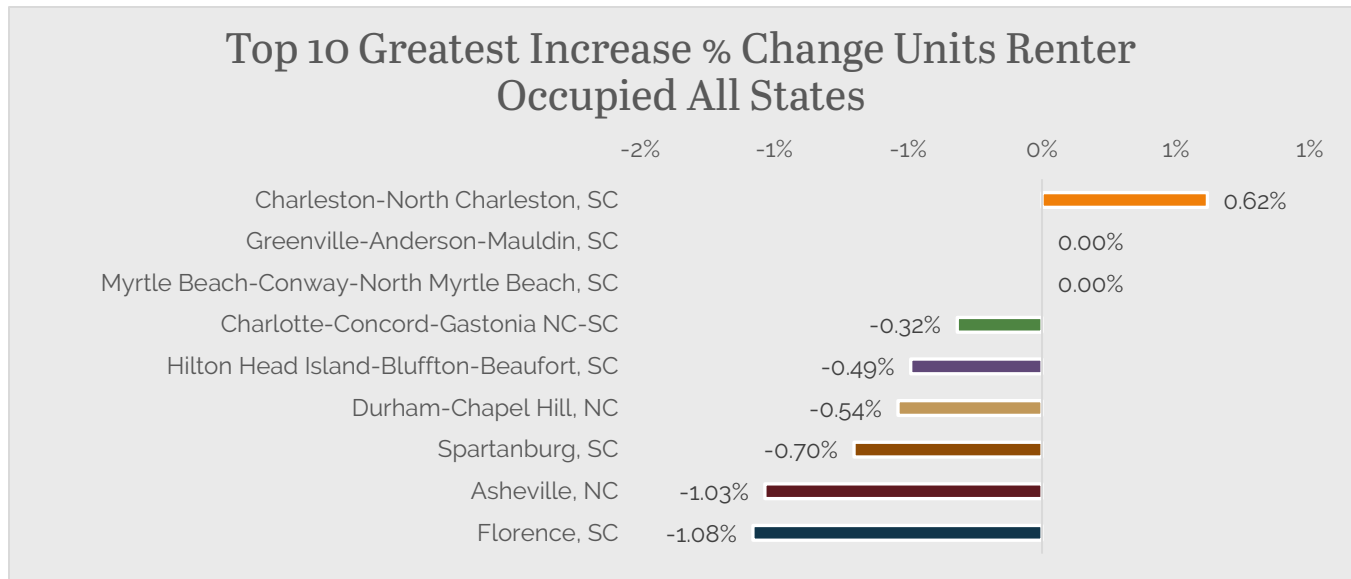 Top 10 Greatest Increase % Change Units Renter
Occupied All States
-2% -1% -1% 0% 1% 1%
Charleston-North Charleston, SC 0.62%
Greenville-Anderson-Mauldin, SC 0.00%
Myrtle Beach-Conway-North Myrtle Beach, SC 0.00%
Charlotte-Concord-Gastonia NC-SC -0.32%
Hilton Head Island-Bluffton-Beaufort, SC -0.49%
Durham-Chapel Hill, NC -0.54%
Spartanburg, SC -0.70%
Asheville, NC -1.03%
Florence, SC -1.08%